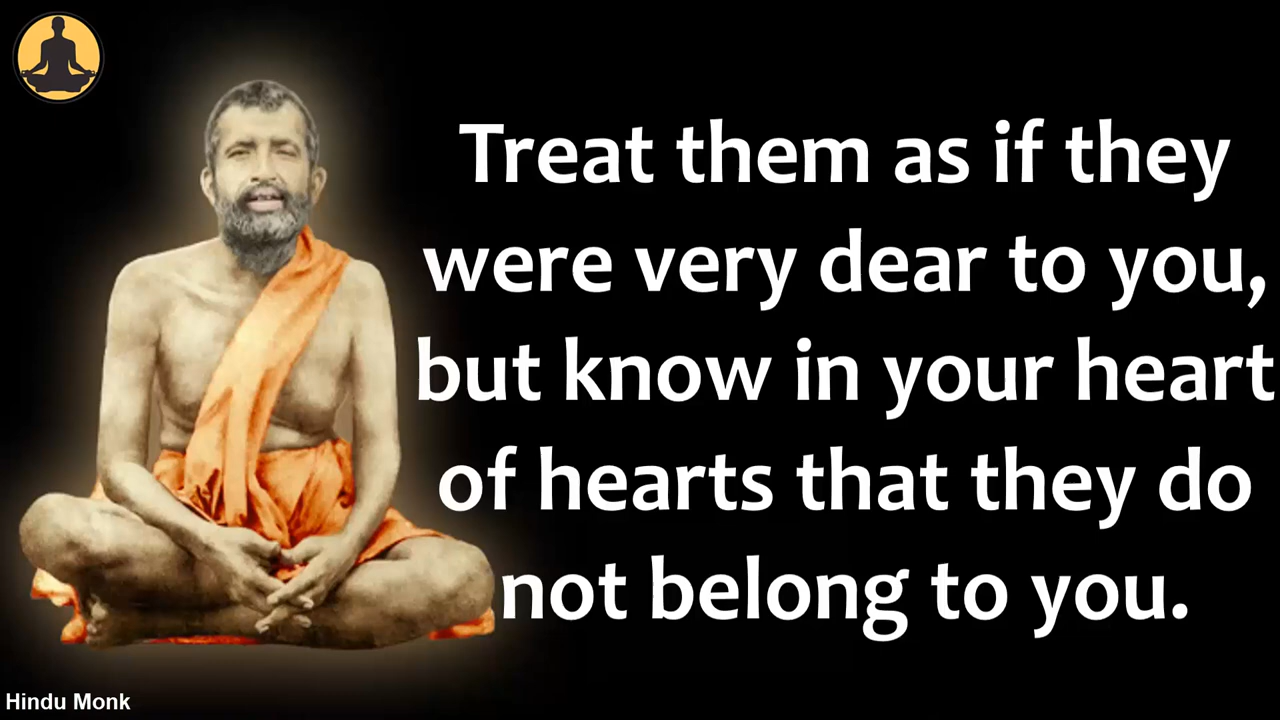 Treat them as if they
were very dear to you,
but know in your heart
of hearts that they do
not belong to you.
Hindu Monk